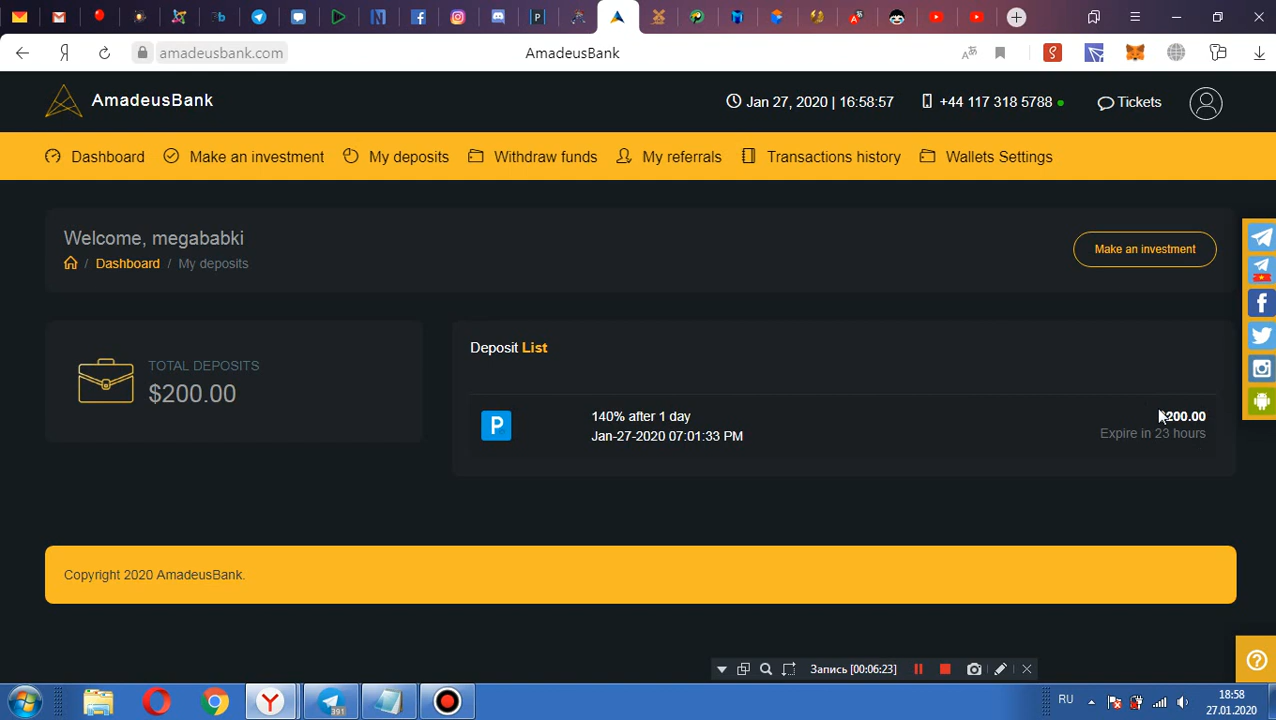 amadeusbank.com
AmadeusBank
AmadeusBank
Jan 27, 2020 | 16:58:57
+44 117 318 5788
Tickets
Dashboard
Make an investment
My deposits
Withdraw funds
My referrals
Transactions history
Wallets Settings
Welcome, megababki
Dashboard / My deposits
Make an investment
TOTAL DEPOSITS
$200.00
Deposit List
140% after 1 day
Jan-27-2020 07:01:33 PM
200.00
Expire in 23 hours
Copyright 2020 AmadeusBank.
Запись [00:06:23]
391
RU
18:58
27.01.2020